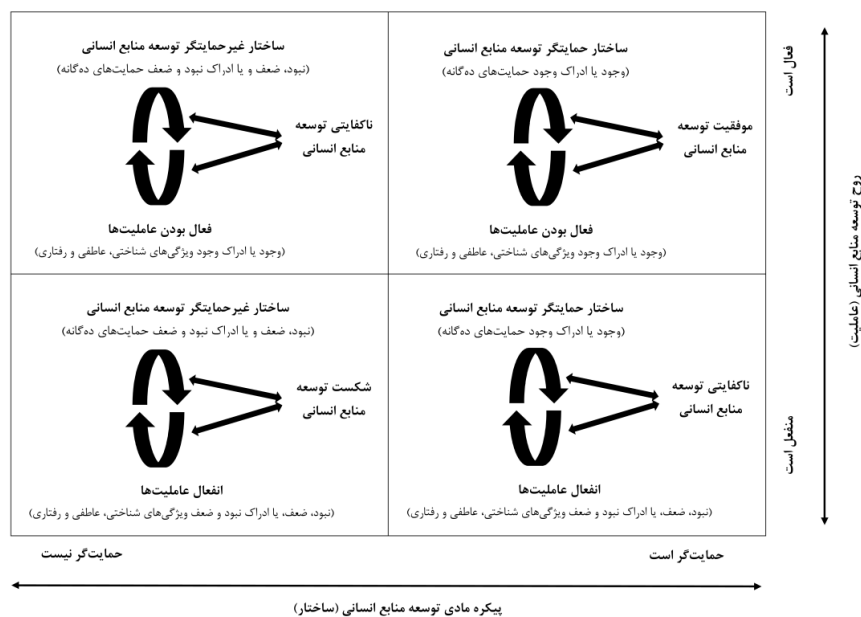 ساختار حمایتگر توسعه منابع انسانی
(وجود یا ادراک وجود حمایت‌های ده‌گانه)
موفقیت توسعه
منابع انسانی
فعال بودن عاملیت‌ها
(وجود یا ادراک وجود ویژگی‌های شناختی، عاطفی و رفتاری)
ساختار غیرحمایتگر توسعه منابع انسانی
(نبود، ضعف و یا ادراک نبود و ضعف حمایت‌های ده‌گانه)
ناکفایتی توسعه
منابع انسانی
فعال بودن عاملیت‌ها
(وجود یا ادراک وجود ویژگی‌های شناختی، عاطفی و رفتاری)
ساختار حمایتگر توسعه منابع انسانی
(وجود یا ادراک وجود حمایت‌های ده‌گانه)
ناکفایتی توسعه
منابع انسانی
انفعال عاملیت‌ها
(نبود، ضعف، یا ادراک نبود و ضعف ویژگی‌های شناختی، عاطفی و رفتاری)
ساختار غیرحمایتگر توسعه منابع انسانی
(نبود، ضعف و یا ادراک نبود و ضعف حمایت‌های ده‌گانه)
شکست توسعه
منابع انسانی
انفعال عاملیت‌ها
(نبود، ضعف، یا ادراک نبود و ضعف ویژگی‌های شناختی، عاطفی و رفتاری)
فعال است
منفعل است
روح توسعه منابع انسانی (عاملیت)
حمایت‌گر است
حمایت‌گر نیست
پیکره مادی توسعه منابع انسانی (ساختار)